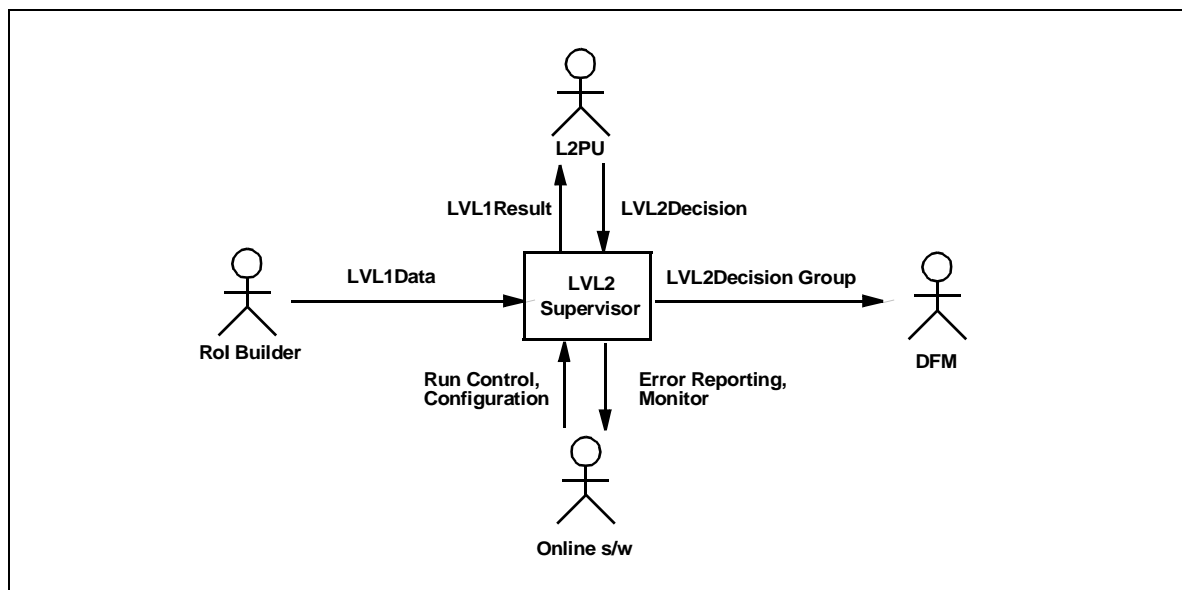 L2PU
LVL1Result
LVL2Decision
LVL1Data
LVL2
Supervisor
LVL2Decision Group
RoI Builder
DFM
Run Control,
Configuration
Error Reporting,
Monitor
Online s/w